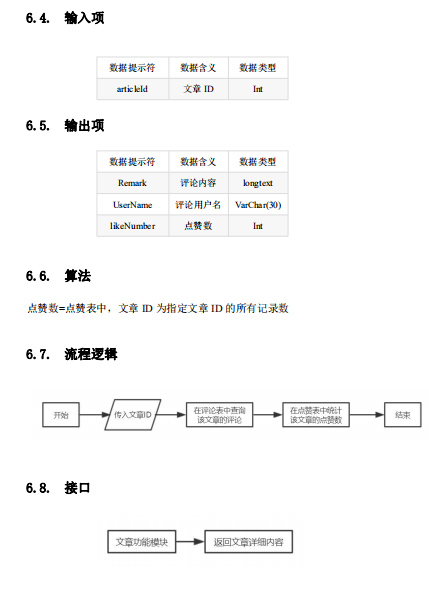 6.4. 输入项
数据提示符 数据含义 数据类型
articleId 文章 ID Int
6.5. 输出项
数据提示符 数据含义 数据类型
Remark 评论内容 longtext
UserName 评论用户名 VarChar(30)
likeNumber 点赞数 Int
6.6. 算法
点赞数=点赞表中，文章 ID 为指定文章 ID 的所有记录数
6.7. 流程逻辑
开始
传入文章ID
在评论表中查询
该文章的评论
在点赞表中统计
该文章的点赞数
结束
6.8. 接口
文章功能模块
返回文章详细内容